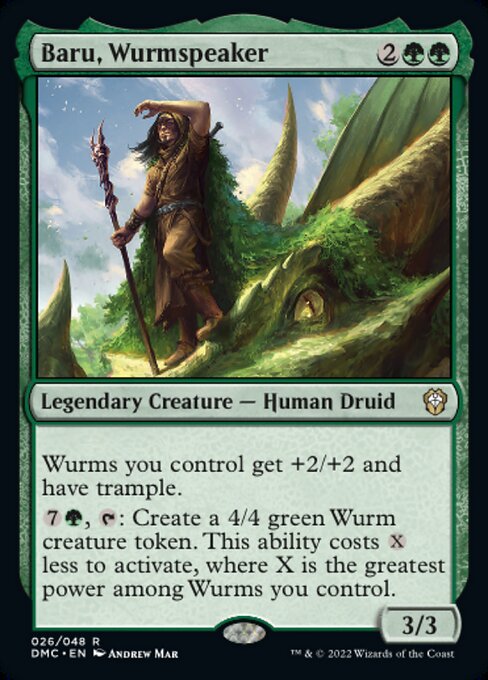 Baru, Wurmspeaker 2
Legendary Creature — Human Druid
Wurms you control get +2/+2 and
have trample.
7, : Create a 4/4 green Wurm
creature token. This ability costs X
less to activate, where X is the greatest
power among Wurms you control.
3/3
026/048 R
DMC • EN Andrew Mar
™ & © 2022 Wizards of the Coast